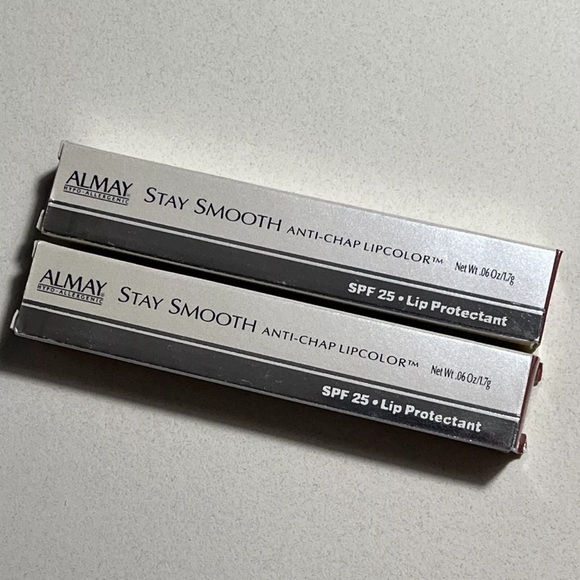 ALMAY®
HYPO-ALLERGENIC
STAY SMOOTH ANTI-CHAP LIPCOLOR™ Net Wt. .06 Oz/1.7g
SPF 25 • Lip Protectant
ALMAY®
HYPO-ALLERGENIC
STAY SMOOTH ANTI-CHAP LIPCOLOR™ Net Wt. .06 Oz/1.7g
SPF 25 • Lip Protectant